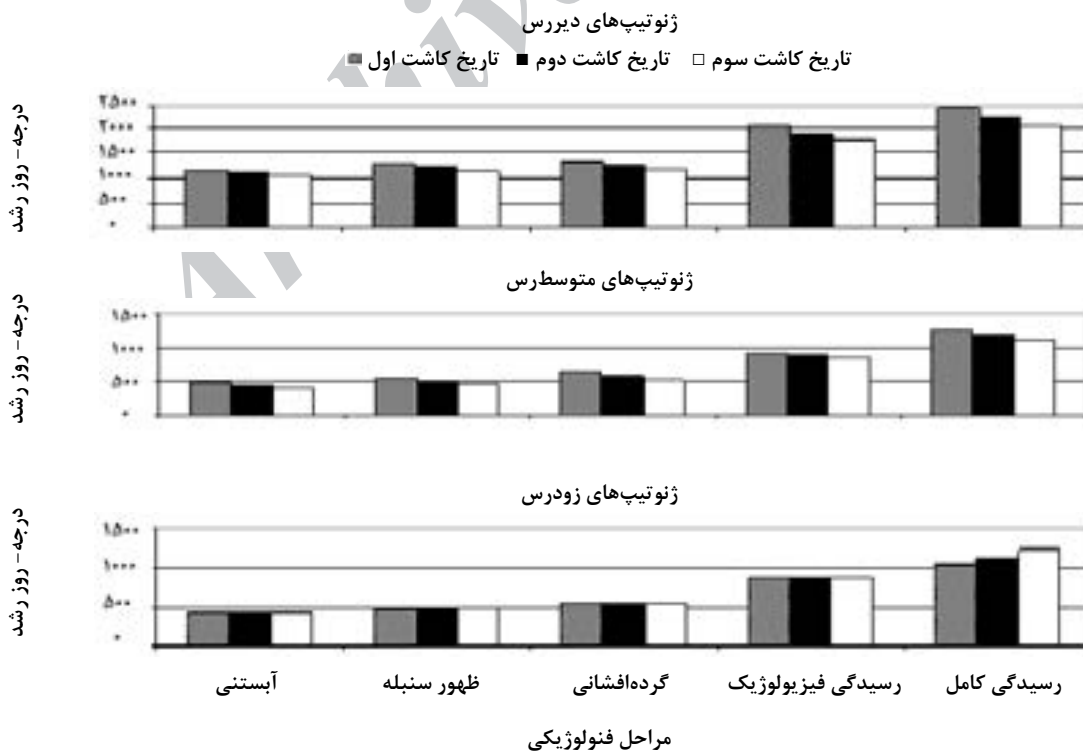 ژنوتیپ‌های دیررس
تاریخ کاشت اول تاریخ کاشت دوم تاریخ کاشت سوم
درجه-روز رشد
۲۵۰۰
۲۰۰۰
۱۵۰۰
۱۰۰۰
۵۰۰
۰
ژنوتیپ‌های متوسط‌رس
درجه-روز رشد
۱۵۰۰
۱۰۰۰
۵۰۰
۰
ژنوتیپ‌های زودرس
درجه-روز رشد
۱۵۰۰
۱۰۰۰
۵۰۰
۰
آبستنی ظهور سنبله گرده‌افشانی رسیدگی فیزیولوژیک رسیدگی کامل
مراحل فنولوژیکی